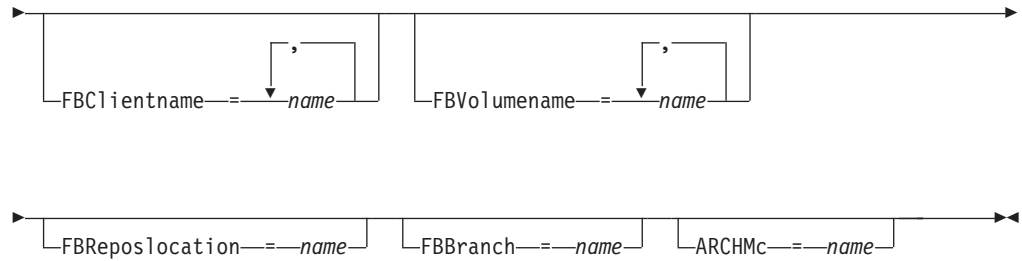 , ,
FBClientname = name FBVolumename = name
FBReposlocation = name FBBranch = name ARCHMc = name